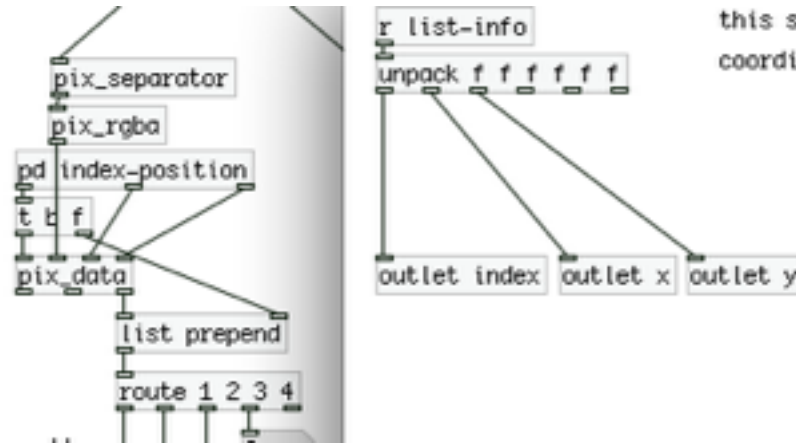 pix_separator
pix_rgba
pd index-position
t b f
pix_data
list prepend
route 1 2 3 4
r list-info
unpack f f f f f f
outlet index
outlet x
outlet y
this s
coordi